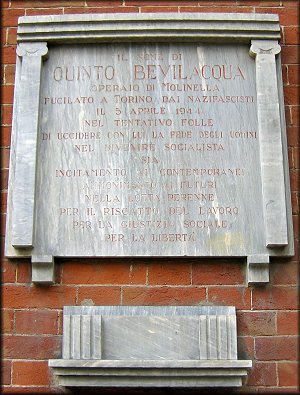 IL NOME DI
QUINTO BEVILACQUA
OPERAIO DI MOLINELLA
FUCILATO A TORINO DAI NAZIFASCISTI
IL 5 APRILE 1944
NEL TENTATIVO FOLLE
DI UCCIDERE CON LUI LA FEDE DEGLI UOMINI
NEL DIVENIRE SOCIALISTA
SIA
INCITAMENTO AI CONTEMPORANEI
AI FUTURI
NELLA LOTTA PERENNE
PER IL RISCATTO DEL LAVORO
PER LA GIUSTIZIA SOCIALE
PER LA LIBERTÀ